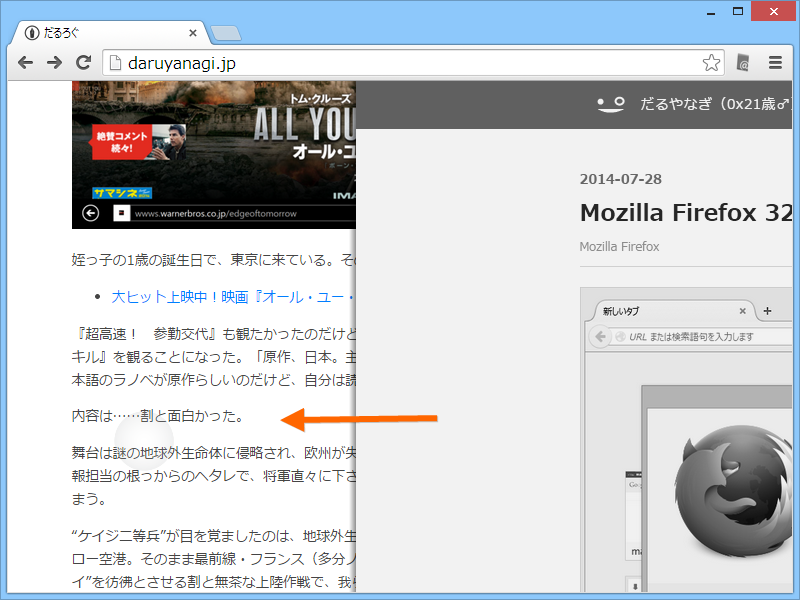 だるろぐ
daruyanagi.jp
トム・クルーズ
ALL YOU
絶賛コメント
続々!
オール・ユ
サマシネ
IMA
wwws.warnerbros.co.jp/edgeoftomorrow
姪っ子の1歳の誕生日で、東京に来ている。そ
大ヒット上映中!映画『オール・ユー・
『超高速! 参勤交代』も観たかったのだけど
キル』を観ることになった。「原作、日本。主
本語のラノベが原作らしいのだけど、自分は読
内容は……割と面白かった。
舞台は謎の地球外生命体に侵略され、欧州が失
報担当の根っからのヘタレで、将軍直々に下さ
まう。
“ケイジ二等兵”が目を覚ましたのは、地球外生
ロー空港。そのまま最前線・フランス(多分ノ
イ”を彷彿とさせる割と無茶な上陸作戦で、我
だるやなぎ(0x21歳♂
2014-07-28
Mozilla Firefox 32
Mozilla Firefox
新しいタブ
URL または検索語句を入力します
Go
ma